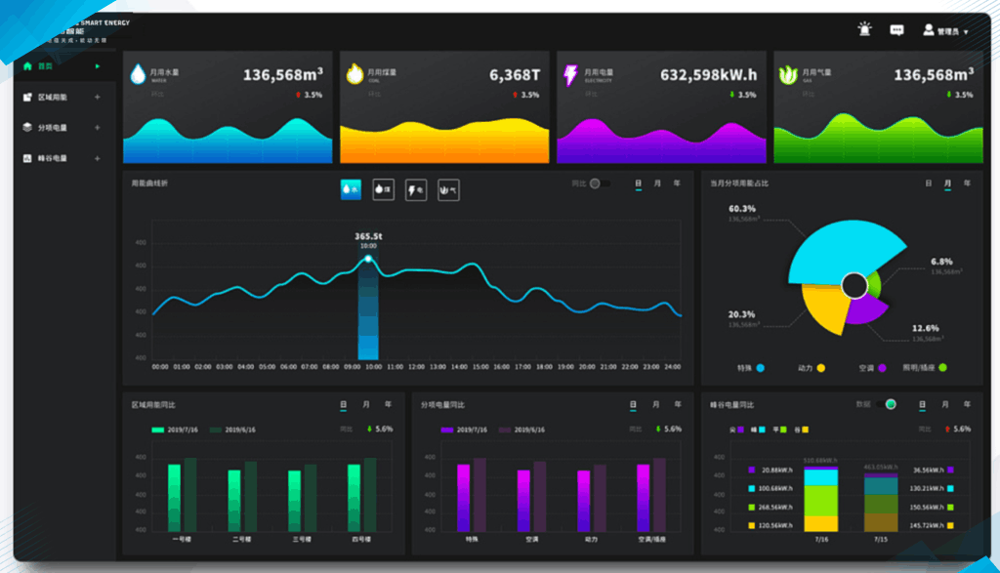 SMART ENERGY
管理员
首页
区域用能 +
分项电量 +
峰谷电量 +
月用水量
WATER
136,568m³
环比
3.5%
月用煤量
COAL
6,368T
环比
3.5%
月用电量
ELECTRICITY
632,598kW.h
环比
3.5%
月用气量
GAS
136,568m³
环比
3.5%
用能曲线折
水 煤 电 气
同比 日 月 年
365.5t
10:00
400
400
400
400
400
400
00:00 01:00 02:00 03:00 04:00 05:00 06:00 07:00 08:00 09:00 10:00 11:00 12:00 13:00 14:00 15:00 16:00 17:00 18:00 19:00 20:00 21:00 22:00 23:00 24:00
当月分项用能占比
日 月 年
60.3%
136,568m³
6.8%
136,568m³
20.3%
136,568m³
12.6%
136,568m³
特殊 动力 空调 照明/插座
区域用能同比
日 月 年
2019/7/16 2019/6/16
同比 5.6%
400
400
400
400
400
一号楼 二号楼 三号楼 四号楼
分项电量同比
日 月 年
2019/7/16 2019/6/16
同比 5.6%
400
400
400
400
400
特殊 空调 动力 空调/插座
峰谷电量同比
数据 日 月 年
尖 峰 平 谷
同比 5.6%
400
400
400
400
400
510.88kW.h 463.05kW.h
20.88kW.h 36.56kW.h
100.68kW.h 130.21kW.h
268.56kW.h 150.56kW.h
120.56kW.h 145.72kW.h
7/16 7/15